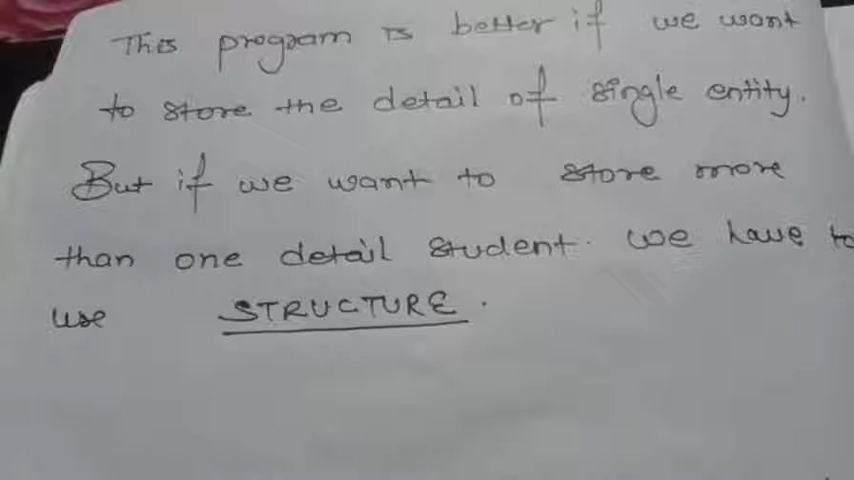 This program is better if we want
to store the detail of single entity.
But if we want to store more
than one detail student. we have to
use STRUCTURE.